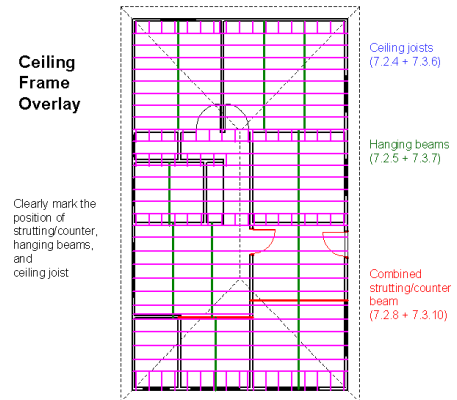 Ceiling
Frame
Overlay
Clearly mark the
position of
strutting/counter,
hanging beams,
and
ceiling joist
Ceiling joists
(7.2.4 + 7.3.6)
Hanging beams
(7.2.5 + 7.3.7)
Combined
strutting/counter
beam
(7.2.8 + 7.3.10)